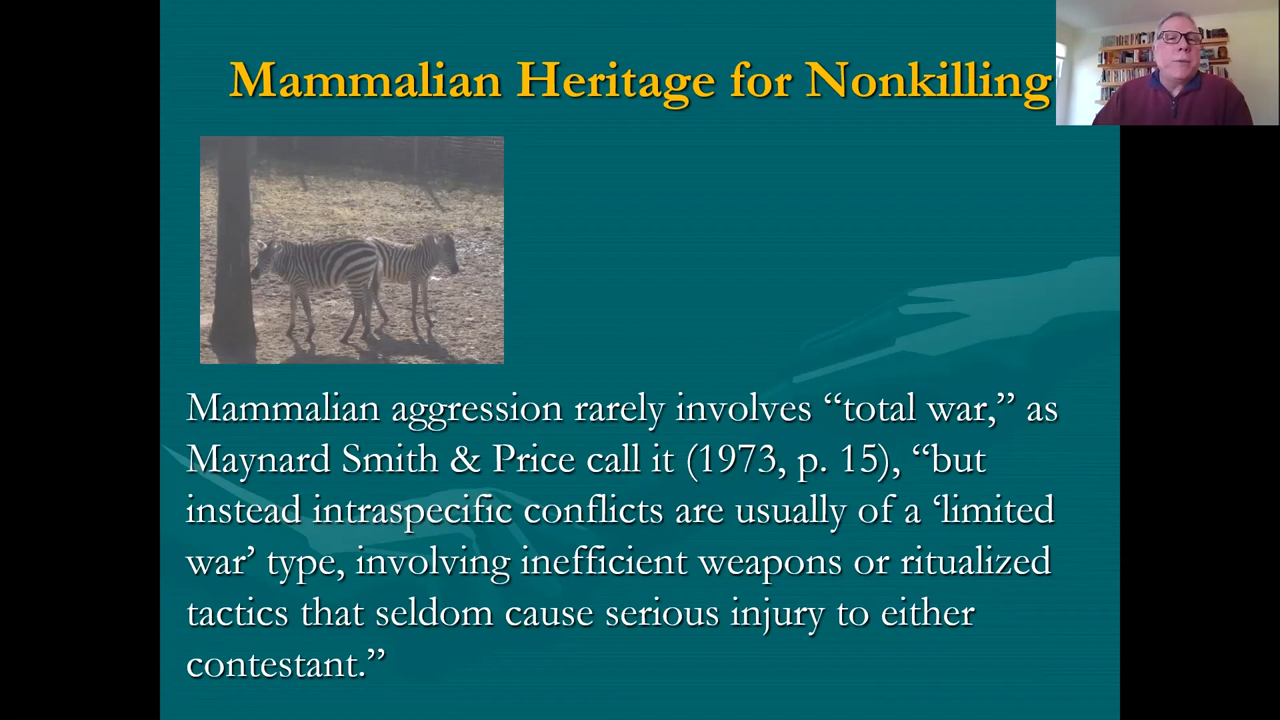 Mammalian Heritage for Nonkilling
Mammalian aggression rarely involves “total war,” as
Maynard Smith & Price call it (1973, p. 15), “but
instead intraspecific conflicts are usually of a ‘limited
war’ type, involving inefficient weapons or ritualized
tactics that seldom cause serious injury to either
contestant.”